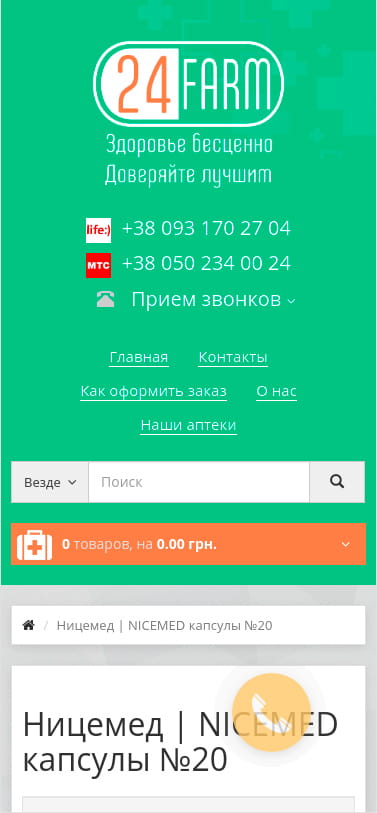 24FARM
Здоровье бесценно
Доверяйте лучшим
life:) +38 093 170 27 04
МТС +38 050 234 00 24
Прием звонков
Главная Контакты
Как оформить заказ О нас
Наши аптеки
Везде Поиск
0 товаров, на 0.00 грн.
/ Ницемед | NICEMED капсулы №20
Ницемед | NICEMED
капсулы №20